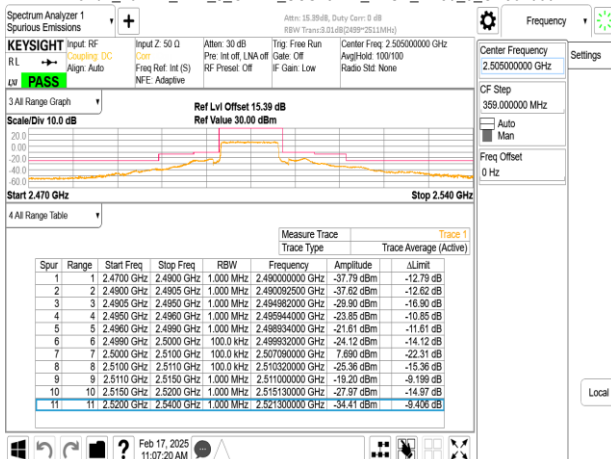 Spectrum Analyzer 1
Spurious Emissions
Attn: 15.39dB, Duty Corr: 0 dB
RBW Trans:3.01dB(2499~2511MHz)
Frequency
Settings
KEYSIGHT
RL
PASS
Input: RF
Coupling: DC
Align: Auto
Input Z: 50 Ω
Corr
Freq Ref: Int (S)
NFE: Adaptive
Atten: 30 dB
Pre: Int off, LNA off
RF Preset: Off
Trig: Free Run
Gate: Off
IF Gain: Low
Center Freq: 2.505000000 GHz
Avg|Hold: 100/100
Radio Std: None
Center Frequency
2.505000000 GHz
CF Step
359.000000 MHz
Auto
Man
Freq Offset
0 Hz
Local
3 All Range Graph
Scale/Div 10.0 dB
Ref Lvl Offset 15.39 dB
Ref Value 30.00 dBm
20.0
0.00
-20.0
-40.0
-60.0
Start 2.470 GHz
Stop 2.540 GHz
4 All Range Table
Measure Trace Trace 1
Trace Type Trace Average (Active)
Spur Range Start Freq Stop Freq RBW Frequency Amplitude ΔLimit
1 1 2.4700 GHz 2.4900 GHz 1.000 MHz 2.490000000 GHz -37.79 dBm -12.79 dB
2 2 2.4900 GHz 2.4905 GHz 1.000 MHz 2.490092500 GHz -37.62 dBm -12.62 dB
3 3 2.4905 GHz 2.4950 GHz 1.000 MHz 2.494982000 GHz -29.90 dBm -16.90 dB
4 4 2.4950 GHz 2.4960 GHz 1.000 MHz 2.495944000 GHz -23.85 dBm -10.85 dB
5 5 2.4960 GHz 2.4990 GHz 1.000 MHz 2.498934000 GHz -21.61 dBm -11.61 dB
6 6 2.4990 GHz 2.5000 GHz 100.0 kHz 2.499932000 GHz -24.12 dBm -14.12 dB
7 7 2.5000 GHz 2.5100 GHz 100.0 kHz 2.507090000 GHz 7.690 dBm -22.31 dB
8 8 2.5100 GHz 2.5110 GHz 100.0 kHz 2.510320000 GHz -25.36 dBm -15.36 dB
9 9 2.5110 GHz 2.5150 GHz 1.000 MHz 2.511000000 GHz -19.20 dBm -9.199 dB
10 10 2.5150 GHz 2.5200 GHz 1.000 MHz 2.515130000 GHz -27.97 dBm -14.97 dB
11 11 2.5200 GHz 2.5400 GHz 1.000 MHz 2.521300000 GHz -34.41 dBm -9.406 dB
Feb 17, 2025
11:07:20 AM